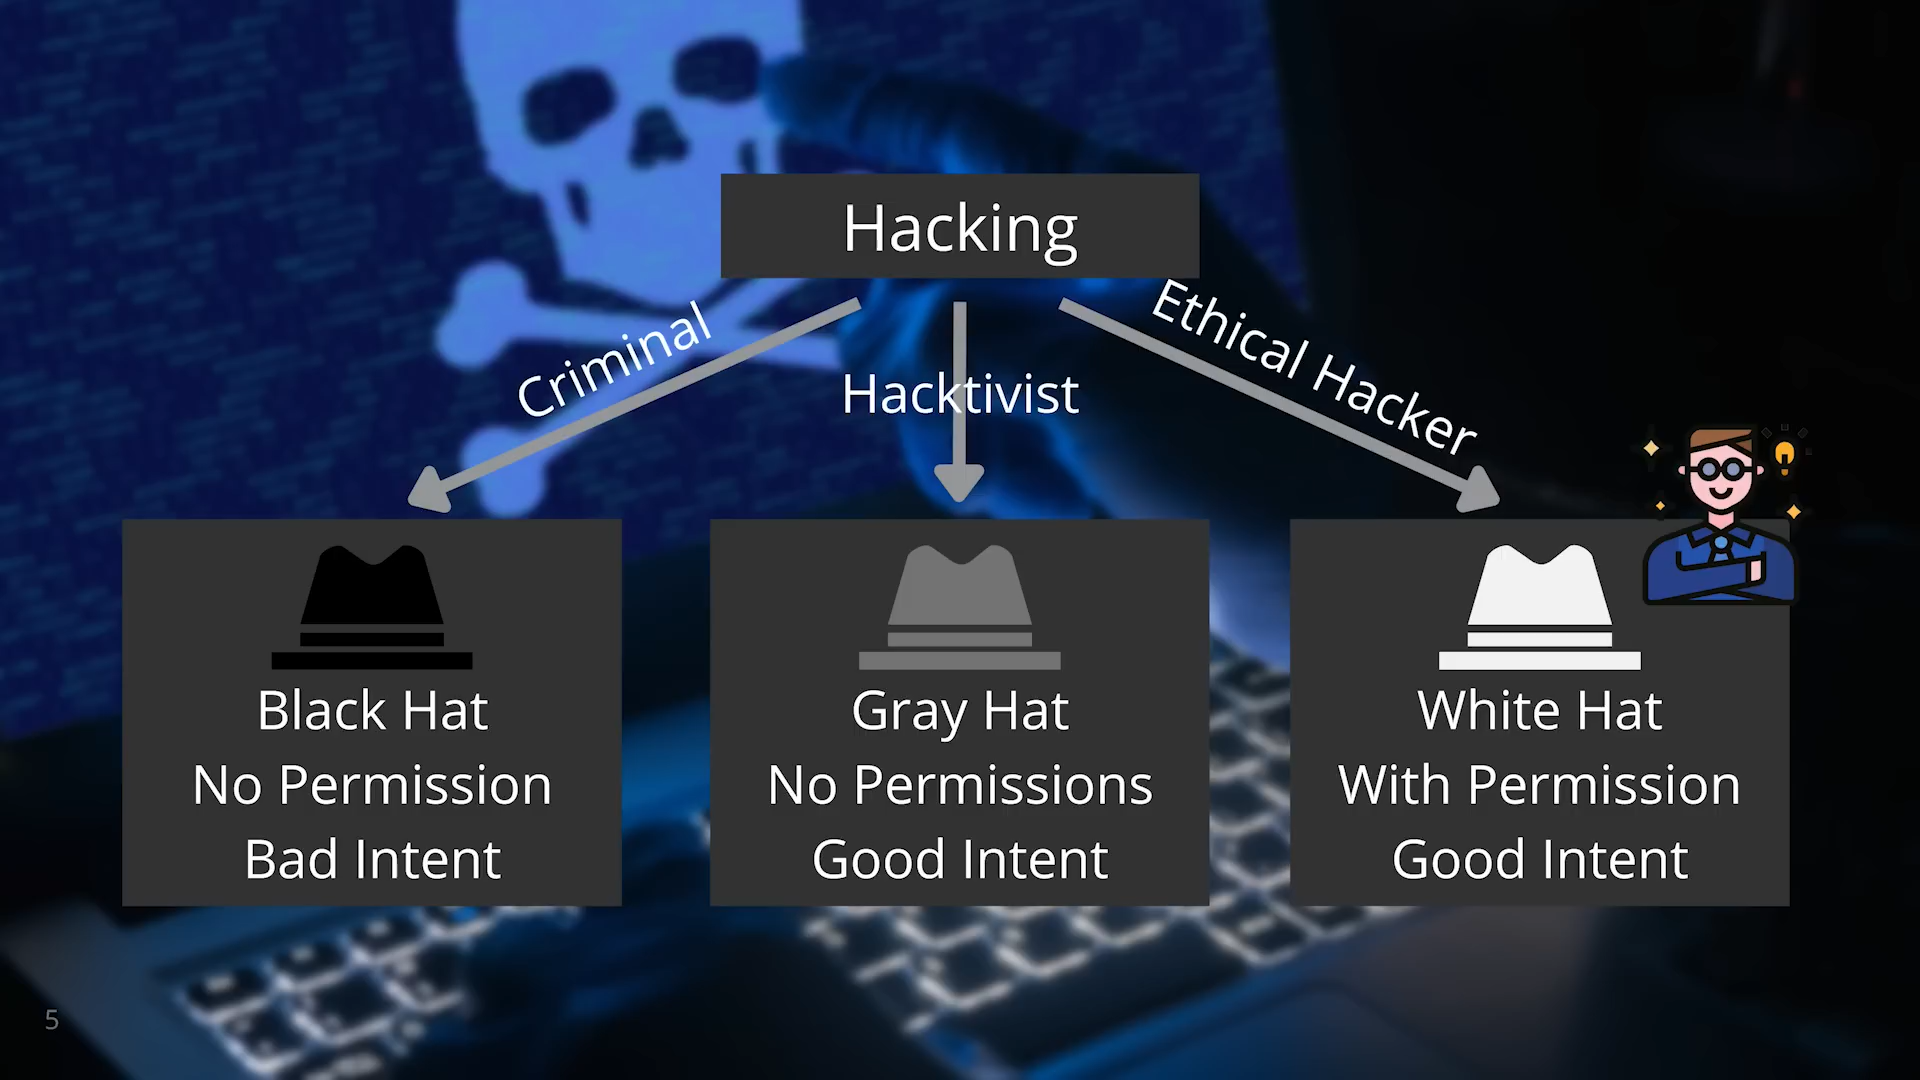 Hacking
Criminal
Hacktivist
Ethical Hacker
Black Hat
No Permission
Bad Intent
Gray Hat
No Permissions
Good Intent
White Hat
With Permission
Good Intent
5